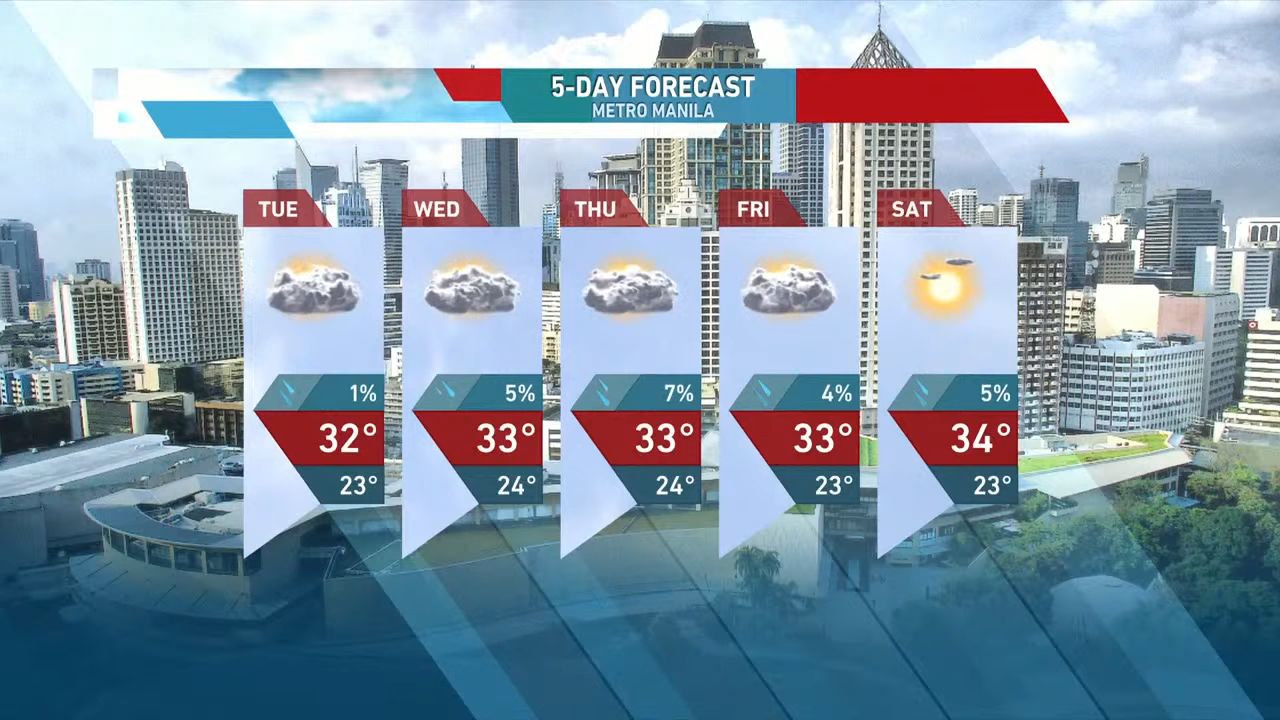 5-DAY FORECAST
METRO MANILA
TUE
WED
THU
FRI
SAT
1%
5%
7%
4%
5%
32°
33°
33°
33°
34°
23°
24°
24°
23°
23°